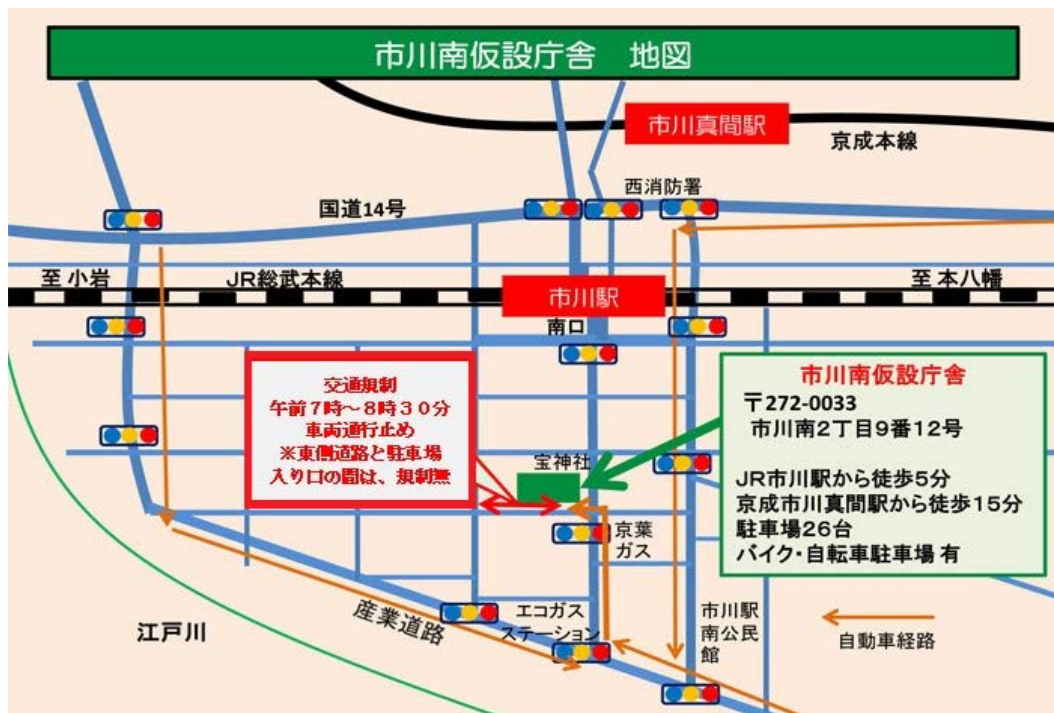 市川南仮設庁舎　地図
市川真間駅
京成本線
西消防署
国道14号
至 小岩
JR総武本線
市川駅
至 本八幡
南口
交通規制
午前７時～８時３０分
車両通行止め
※東側道路と駐車場
入り口の間は、規制無
市川南仮設庁舎
〒272-0033
市川南2丁目9番12号
JR市川駅から徒歩5分
京成市川真間駅から徒歩15分
駐車場26台
バイク・自転車駐車場 有
宝神社
京葉
ガス
産業道路
エコガス
ステーション
市川駅
南公民
館
江戸川
自動車経路